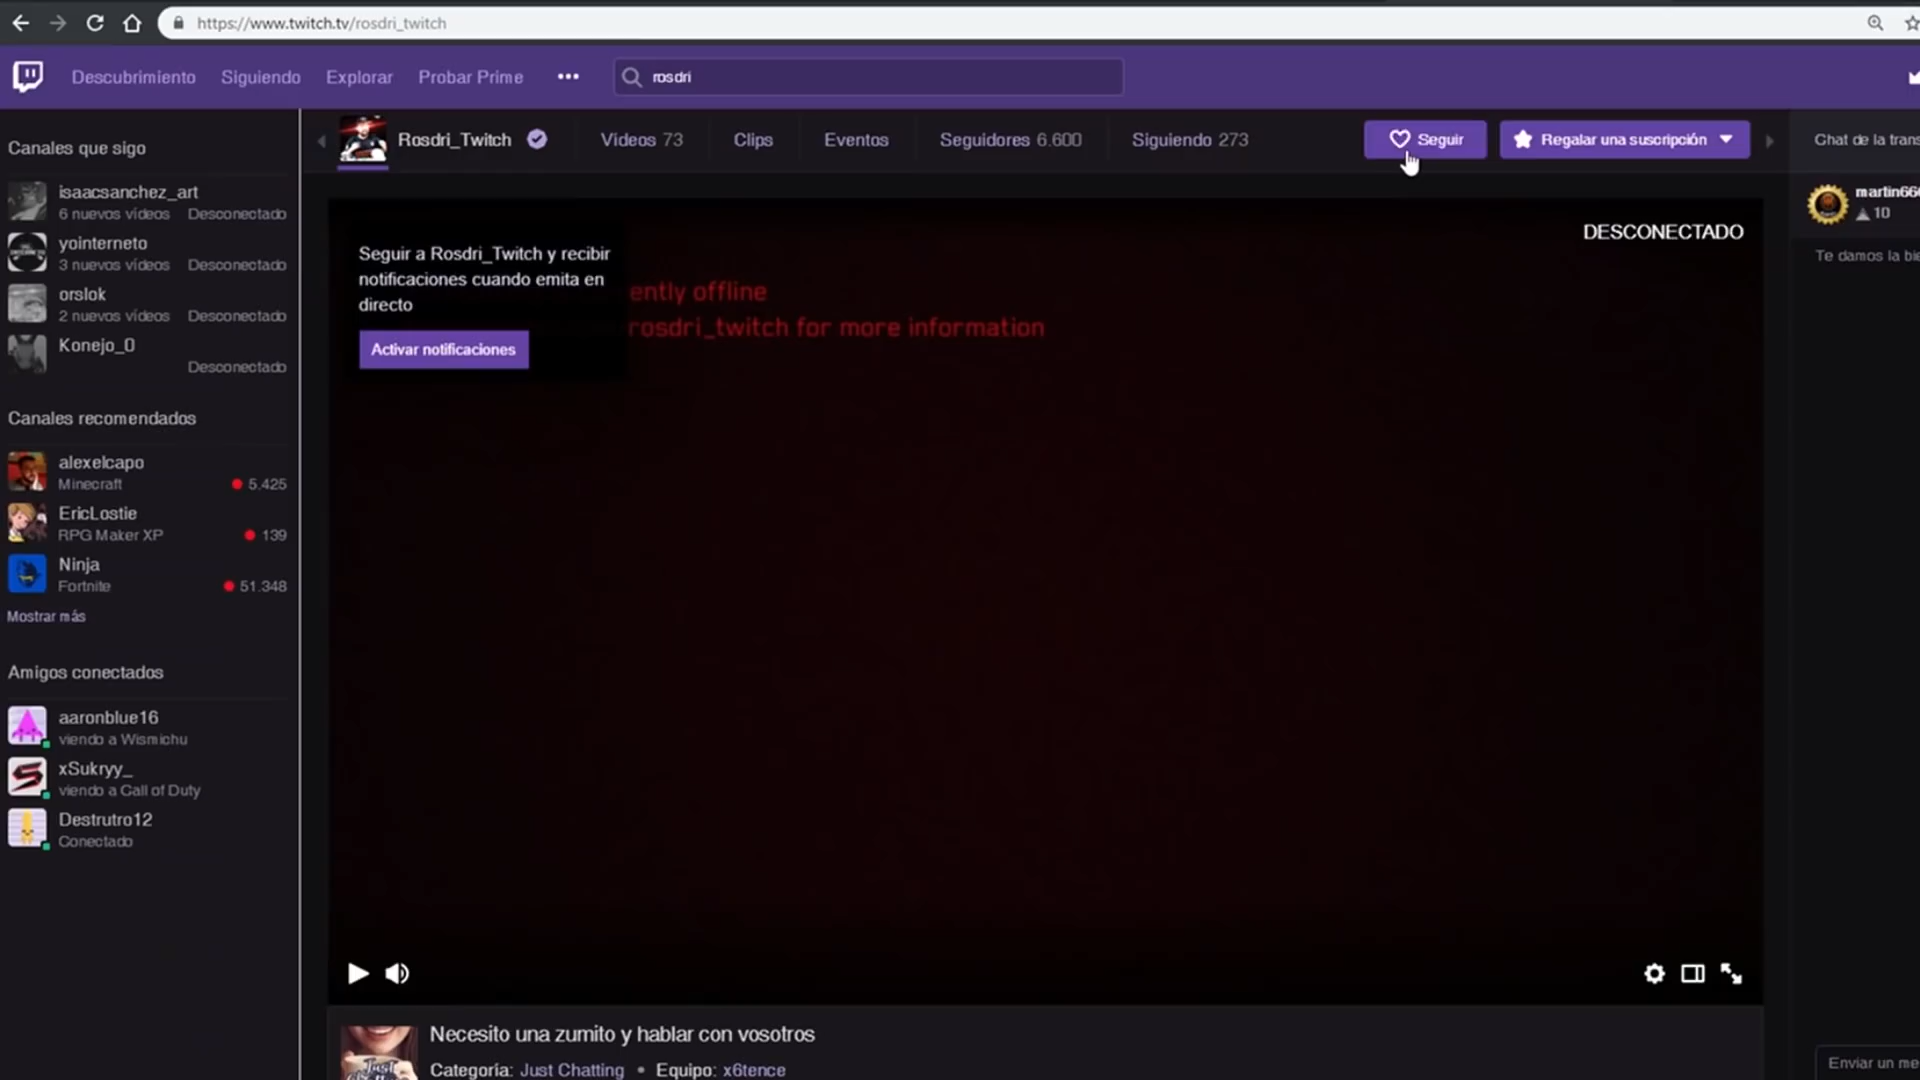 https://www.twitch.tv/rosdri_twitch
Descubrimiento Siguiendo Explorar Probar Prime ••• rosdri
Canales que sigo
isaacsanchez_art
6 nuevos vídeos Desconectado
yointerneto
3 nuevos vídeos Desconectado
orslok
2 nuevos vídeos Desconectado
Konejo_0
Desconectado
Canales recomendados
alexelcapo
Minecraft 5.425
EricLostie
RPG Maker XP 139
Ninja
Fortnite 51.348
Mostrar más
Amigos conectados
aaronblue16
viendo a Wismichu
xSukryy_
viendo a Call of Duty
Destrutro12
Conectado
Rosdri_Twitch Vídeos 73 Clips Eventos Seguidores 6.600 Siguiendo 273 Seguir Regalar una suscripción
DESCONECTADO
Seguir a Rosdri_Twitch y recibir
notificaciones cuando emita en
directo
Activar notificaciones
ently offline
rosdri_twitch for more information
Necesito una zumito y hablar con vosotros
Categoría: Just Chatting • Equipo: x6tence
Chat de la trans
martin66
10
Te damos la bie
Enviar un me